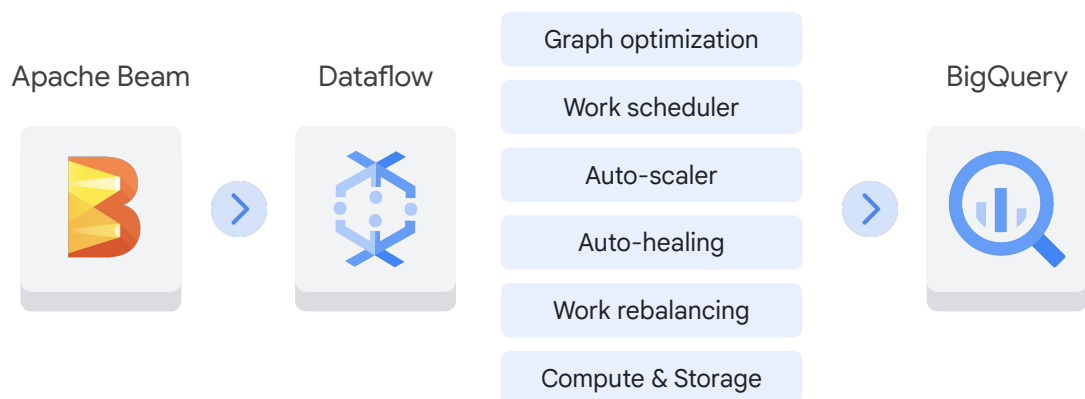 Apache Beam
Dataflow
Graph optimization
Work scheduler
Auto-scaler
Auto-healing
Work rebalancing
Compute & Storage
BigQuery